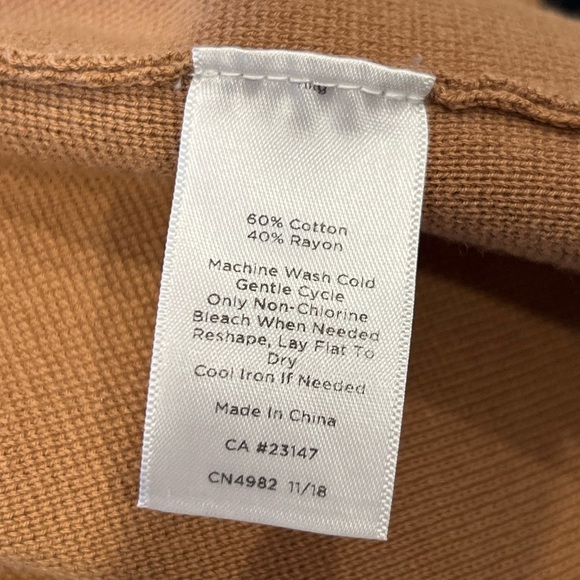 60% Cotton
40% Rayon
Machine Wash Cold
Gentle Cycle
Only Non-Chlorine
Bleach When Needed
Reshape, Lay Flat To
Dry
Cool Iron If Needed
Made In China
CA #23147
CN4982 11/18